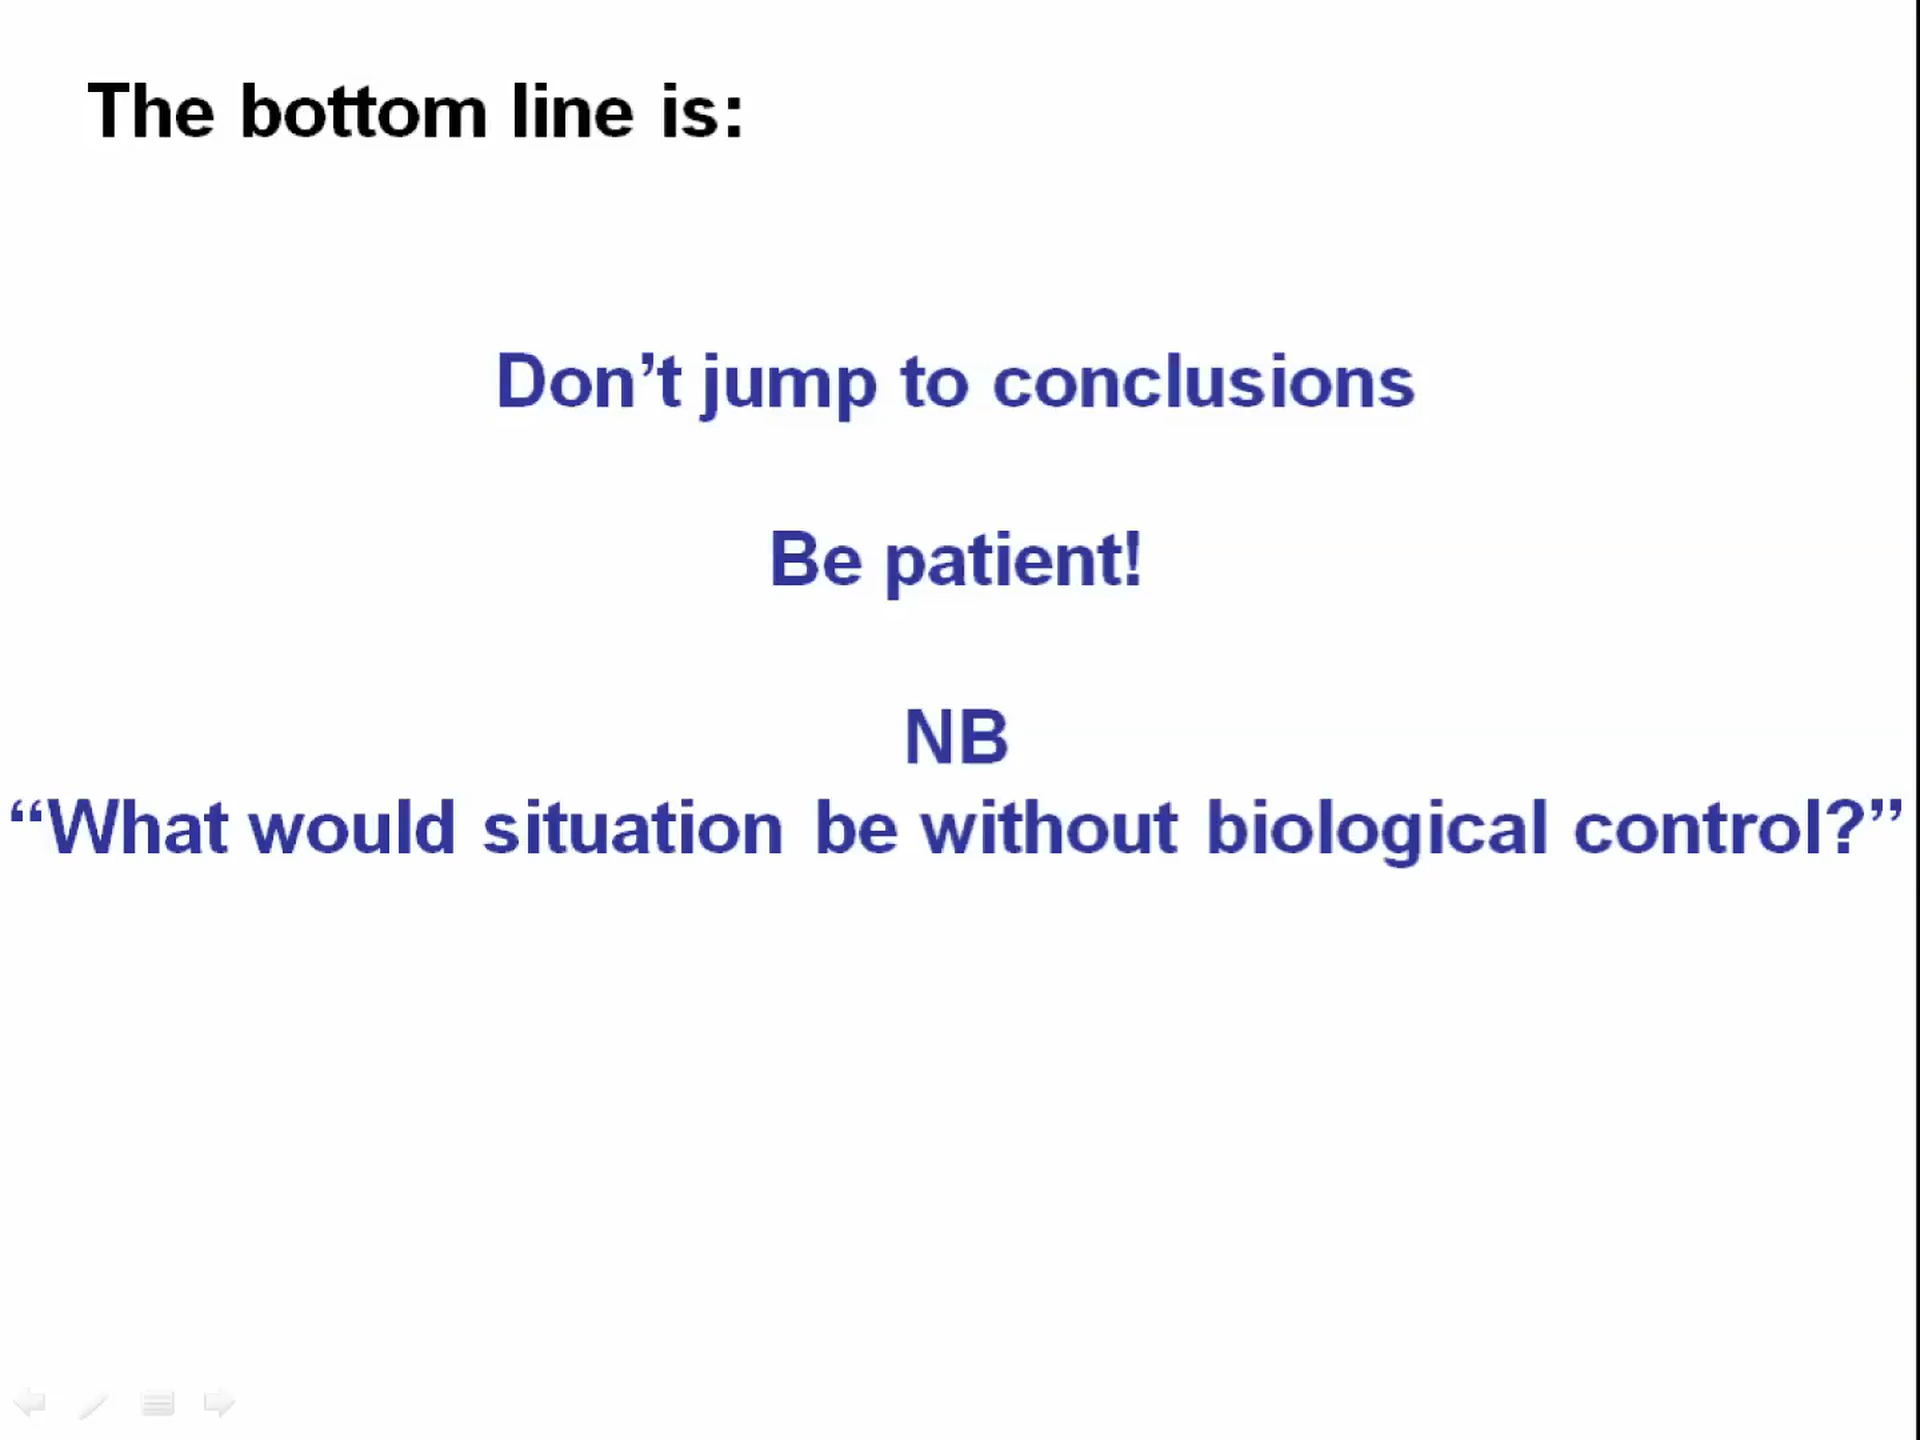 The bottom line is:
Don’t jump to conclusions
Be patient!
NB
“What would situation be without biological control?”